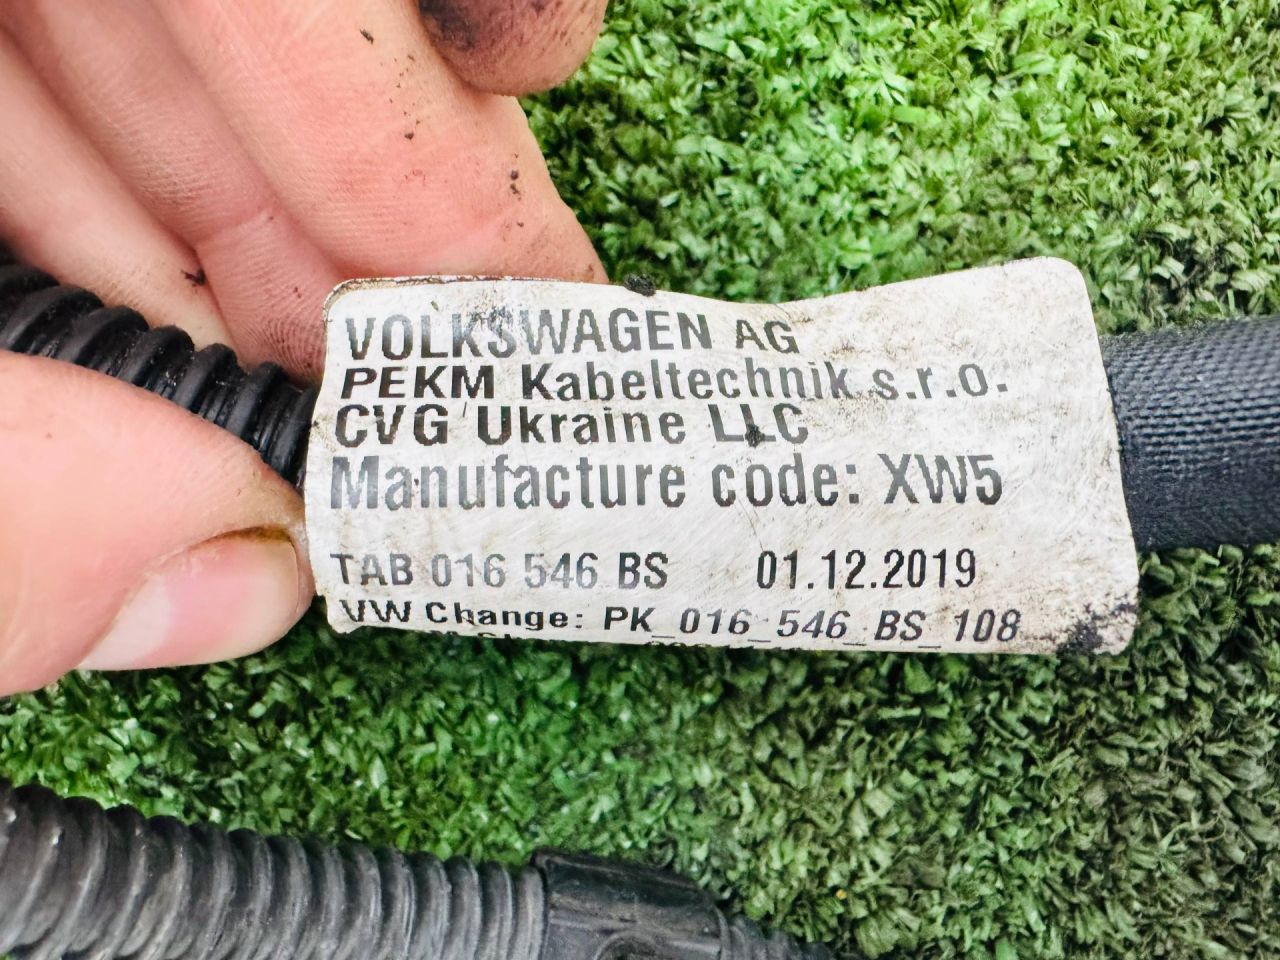 VOLKSWAGEN AG
PEKM Kabeltechnik s.r.o.
CVG Ukraine LLC
Manufacture code: XW5
TAB 016 546 BS 01.12.2019
VW Change: PK_016_546_BS_108